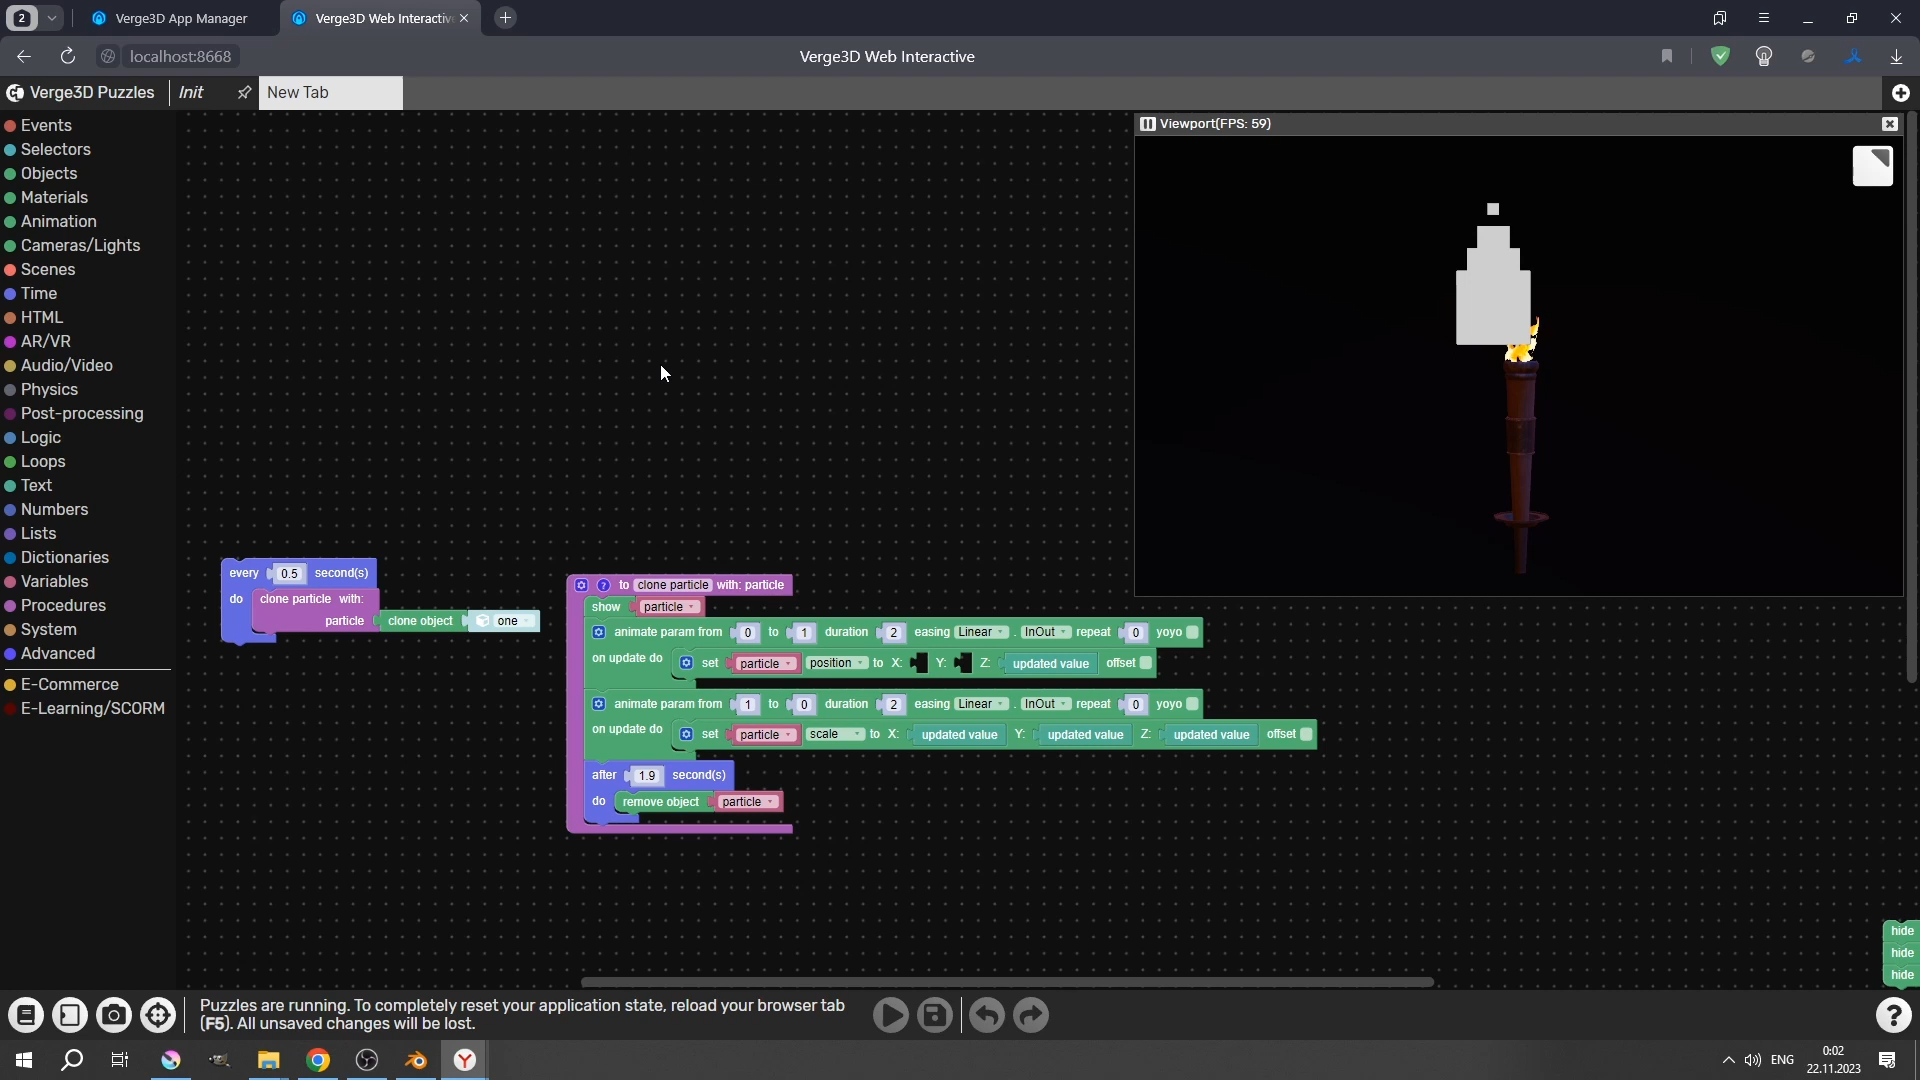 2
Verge3D App Manager
Verge3D Web Interactiv
localhost:8668
Verge3D Web Interactive
Verge3D Puzzles
Init
New Tab
Events
Selectors
Objects
Materials
Animation
Cameras/Lights
Scenes
Time
HTML
AR/VR
Audio/Video
Physics
Post-processing
Logic
Loops
Text
Numbers
Lists
Dictionaries
Variables
Procedures
System
Advanced
E-Commerce
E-Learning/SCORM
Viewport(FPS: 59)
every 0.5 second(s)
do clone particle with:
particle clone object one
? to clone particle with: particle
show particle
animate param from 0 to 1 duration 2 easing Linear . InOut repeat 0 yoyo
on update do set particle position to X: Y: Z: updated value offset
animate param from 1 to 0 duration 2 easing Linear . InOut repeat 0 yoyo
on update do set particle scale to X: updated value Y: updated value Z: updated value offset
after 1.9 second(s)
do remove object particle
hide
hide
hide
Puzzles are running. To completely reset your application state, reload your browser tab
(F5). All unsaved changes will be lost.
?
ENG
0:02
22.11.2023